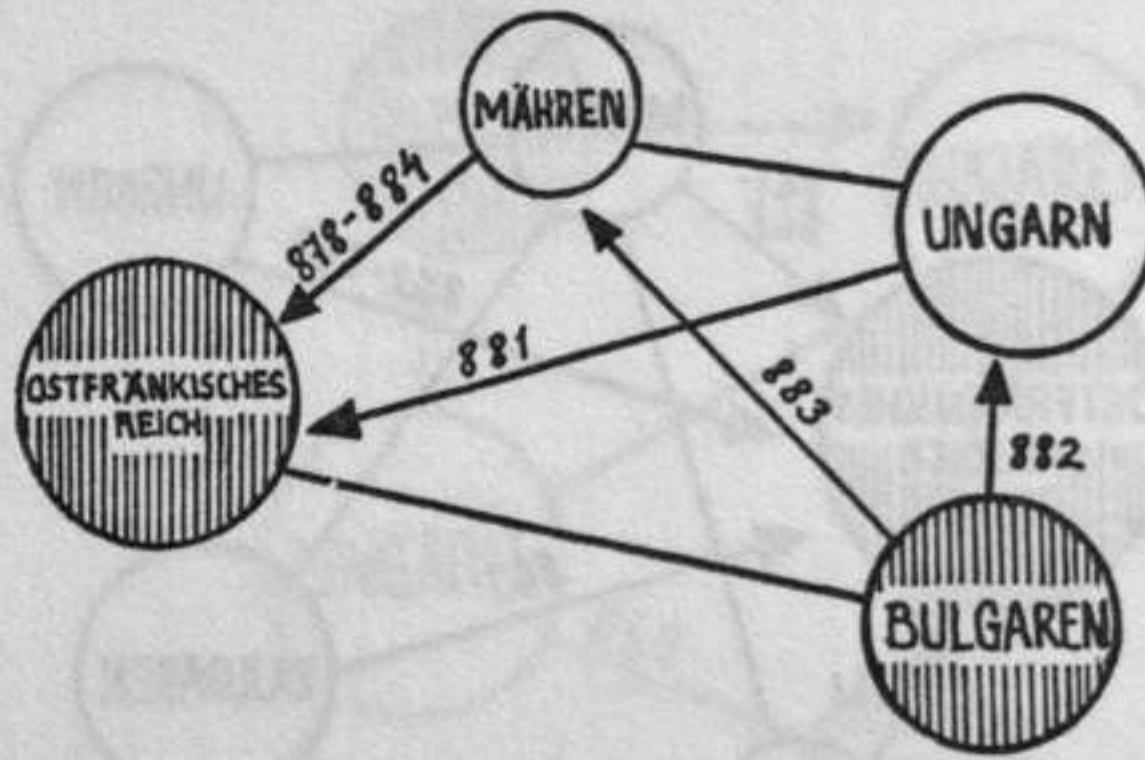 MÄHREN
UNGARN
878-884
881
OSTFRÄNKISCHES
REICH
883
882
BULGAREN